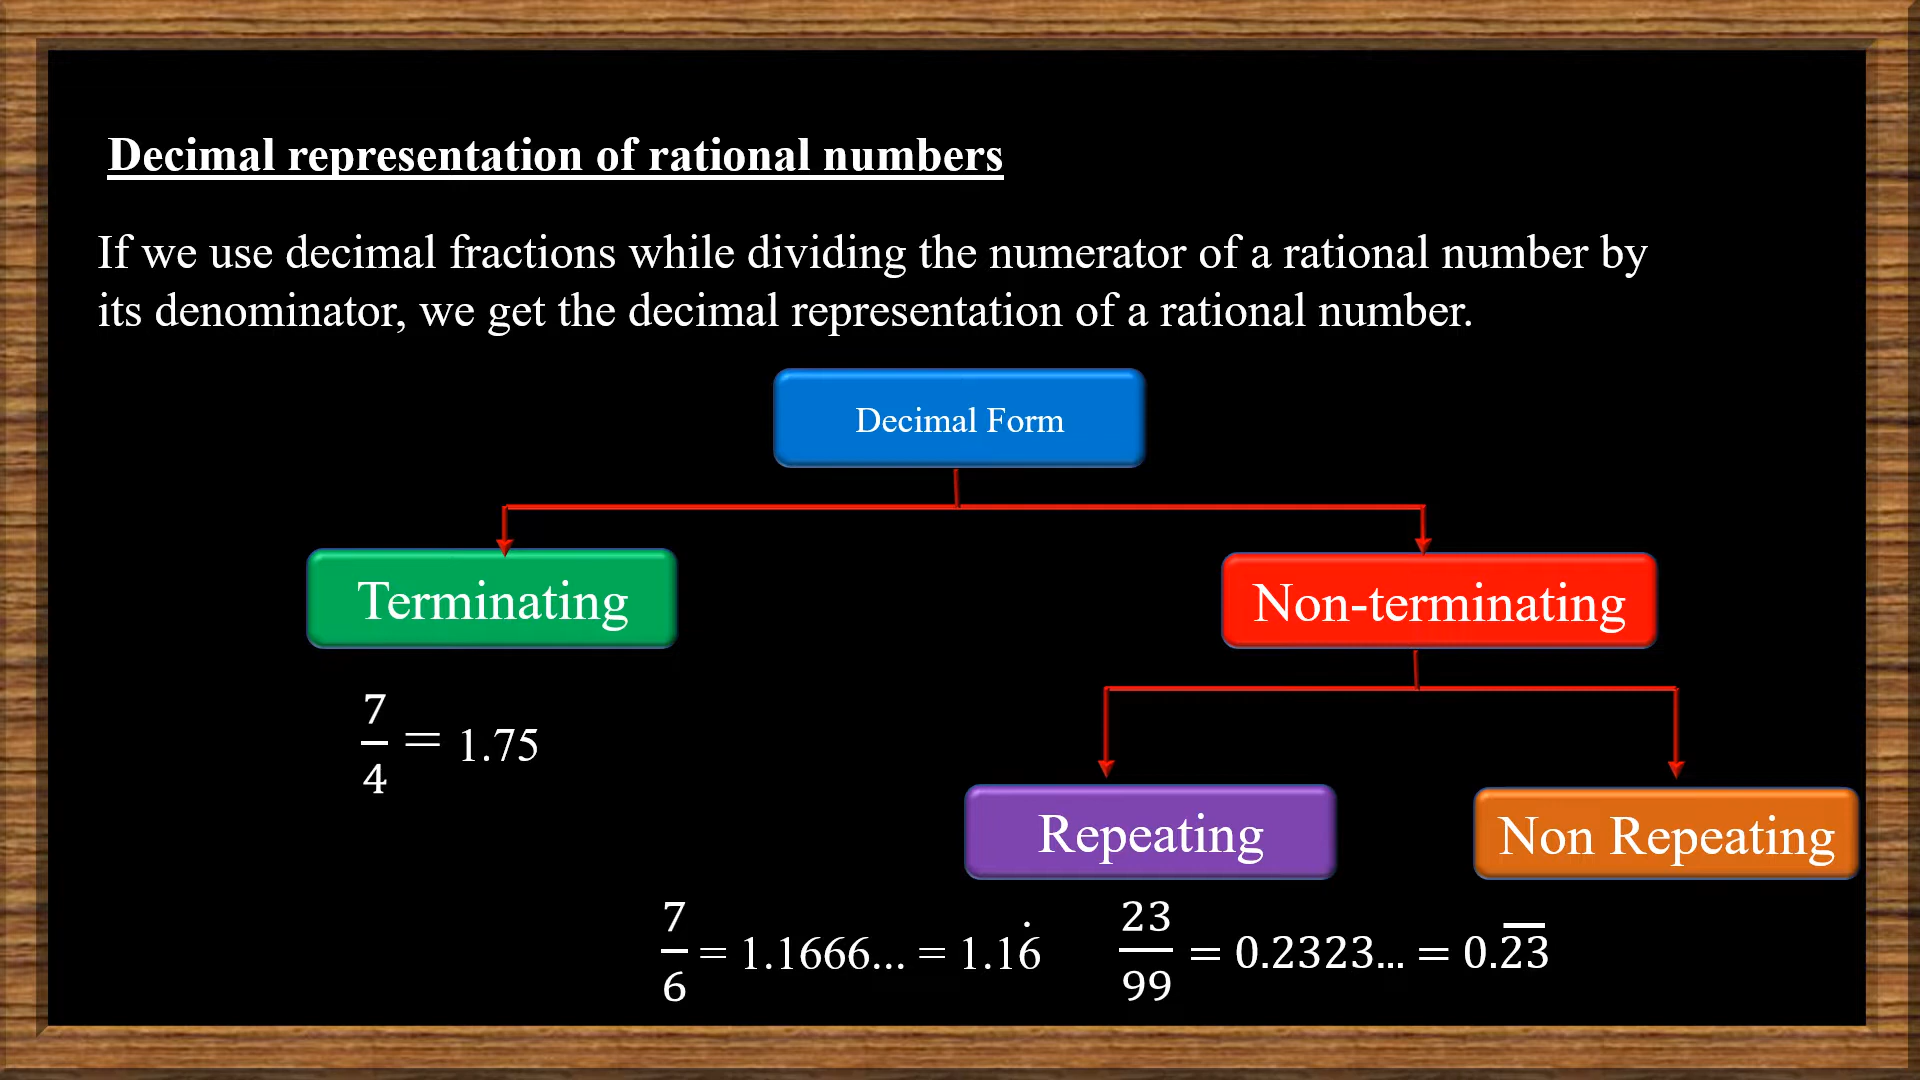 Decimal representation of rational numbers
If we use decimal fractions while dividing the numerator of a rational number by
its denominator, we get the decimal representation of a rational number.
Decimal Form
Terminating
Non-terminating
7/4 = 1.75
Repeating
Non Repeating
7/6 = 1.1666... = 1.16̇
23/99 = 0.2323... = 0.2̅3̅